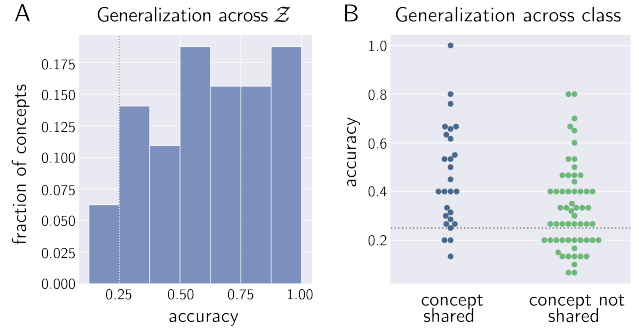 A
Generalization across 𝒵
fraction of concepts
0.175
0.150
0.125
0.100
0.075
0.050
0.025
0.000
0.25
0.50
0.75
1.00
accuracy
B
Generalization across class
accuracy
1.0
0.8
0.6
0.4
0.2
concept
shared
concept not
shared